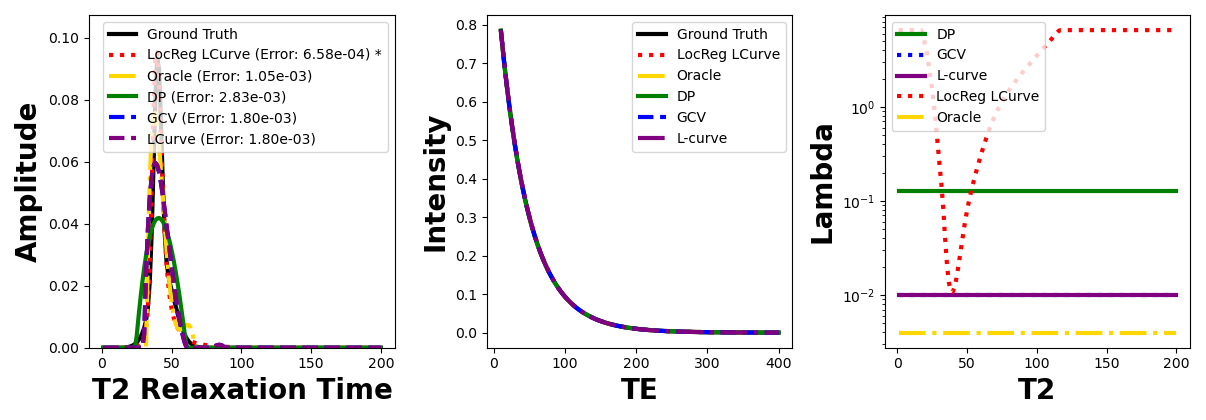 Amplitude
0.10
0.08
0.06
0.04
0.02
0.00
Ground Truth
LocReg LCurve (Error: 6.58e-04) *
Oracle (Error: 1.05e-03)
DP (Error: 2.83e-03)
GCV (Error: 1.80e-03)
LCurve (Error: 1.80e-03)
0 50 100 150 200
T2 Relaxation Time
Intensity
0.8
0.7
0.6
0.5
0.4
0.3
0.2
0.1
0.0
Ground Truth
LocReg LCurve
Oracle
DP
GCV
L-curve
0 100 200 300 400
TE
Lambda
10⁰
10⁻¹
10⁻²
DP
GCV
L-curve
LocReg LCurve
Oracle
0 50 100 150 200
T2